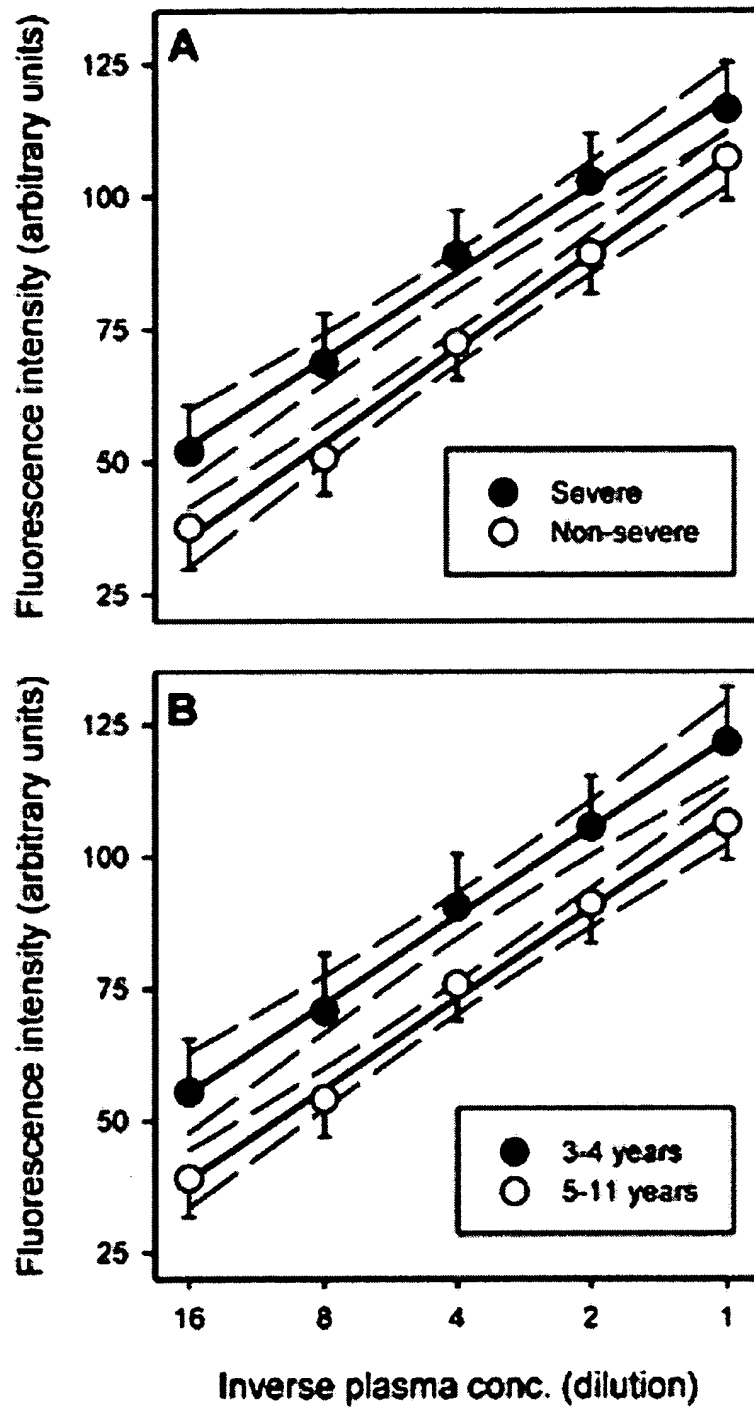 A
Fluorescence intensity (arbitrary units)
125
100
75
50
25
Severe
Non-severe
B
Fluorescence intensity (arbitrary units)
125
100
75
50
25
3-4 years
5-11 years
16 8 4 2 1
Inverse plasma conc. (dilution)